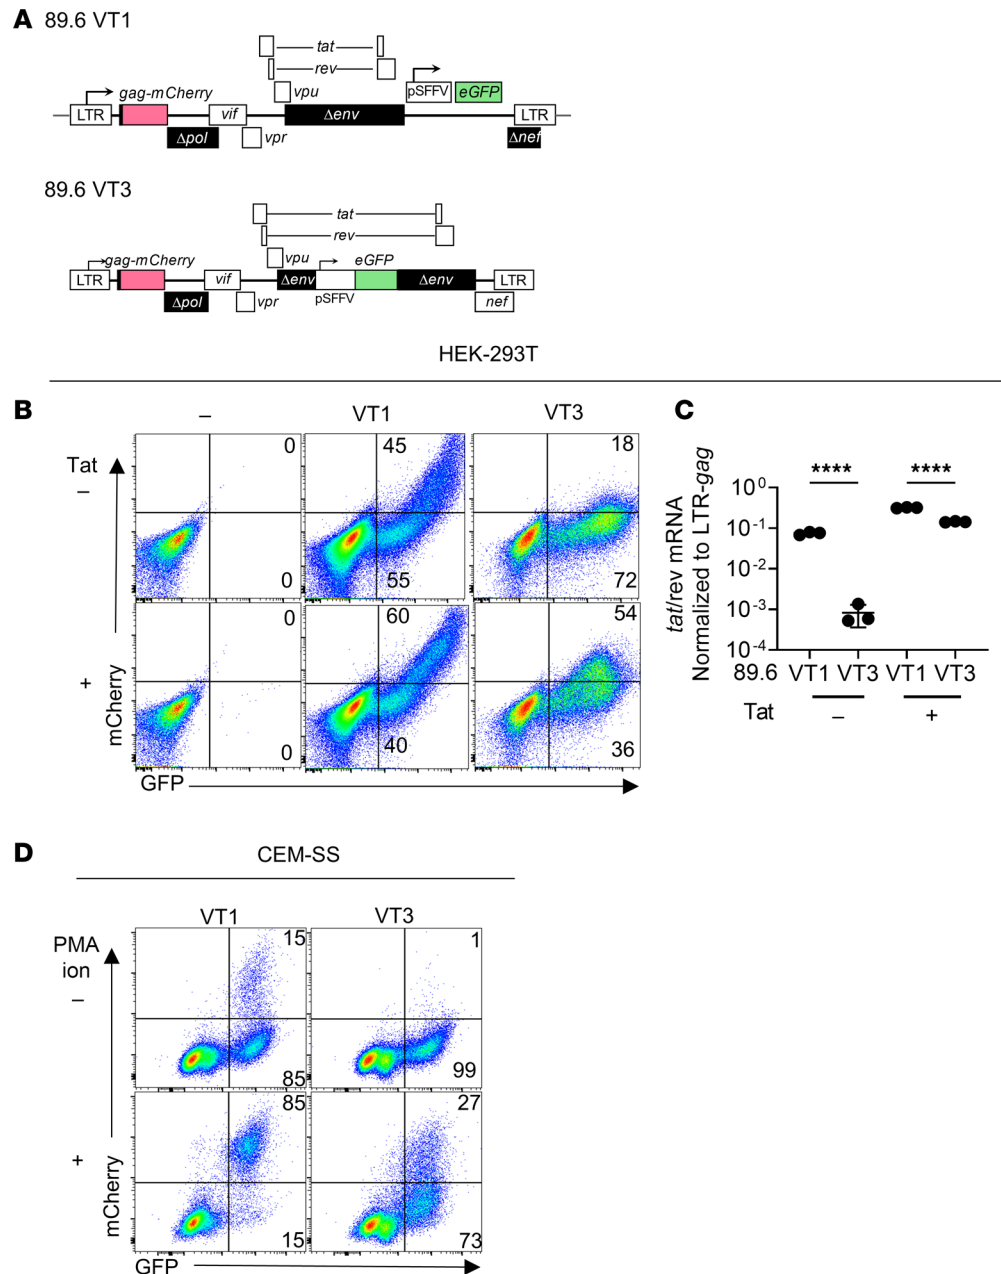 A 89.6 VT1
tat
rev
gag-mCherry vpu pSFFV eGFP
LTR vif Δenv LTR
Δpol vpr Δnef
89.6 VT3
tat
rev
gag-mCherry vpu eGFP
LTR vif Δenv Δenv LTR
Δpol vpr pSFFV nef
HEK-293T
B – VT1 VT3
Tat
–
0 45 18
0 55 72
+
0 60 54
0 40 36
mCherry
GFP
C
**** ****
tat/rev mRNA
Normalized to LTR-gag
10⁰
10⁻¹
10⁻²
10⁻³
10⁻⁴
89.6 VT1 VT3 VT1 VT3
Tat – +
D CEM-SS
VT1 VT3
PMA
ion
–
15 1
85 99
+
85 27
15 73
mCherry
GFP